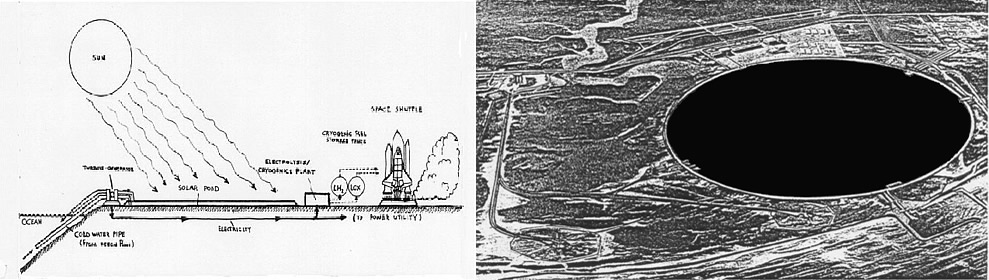 SUN
SPACE SHUTTLE
CRYOGENIC FUEL
STORAGE TANKS
ELECTROLYSIS/
CRYOGENICS PLANT
TURBINE-GENERATOR
SOLAR POND
LH₂
LOX
OCEAN
(TO POWER UTILITY)
ELECTRICITY
COLD WATER PIPE